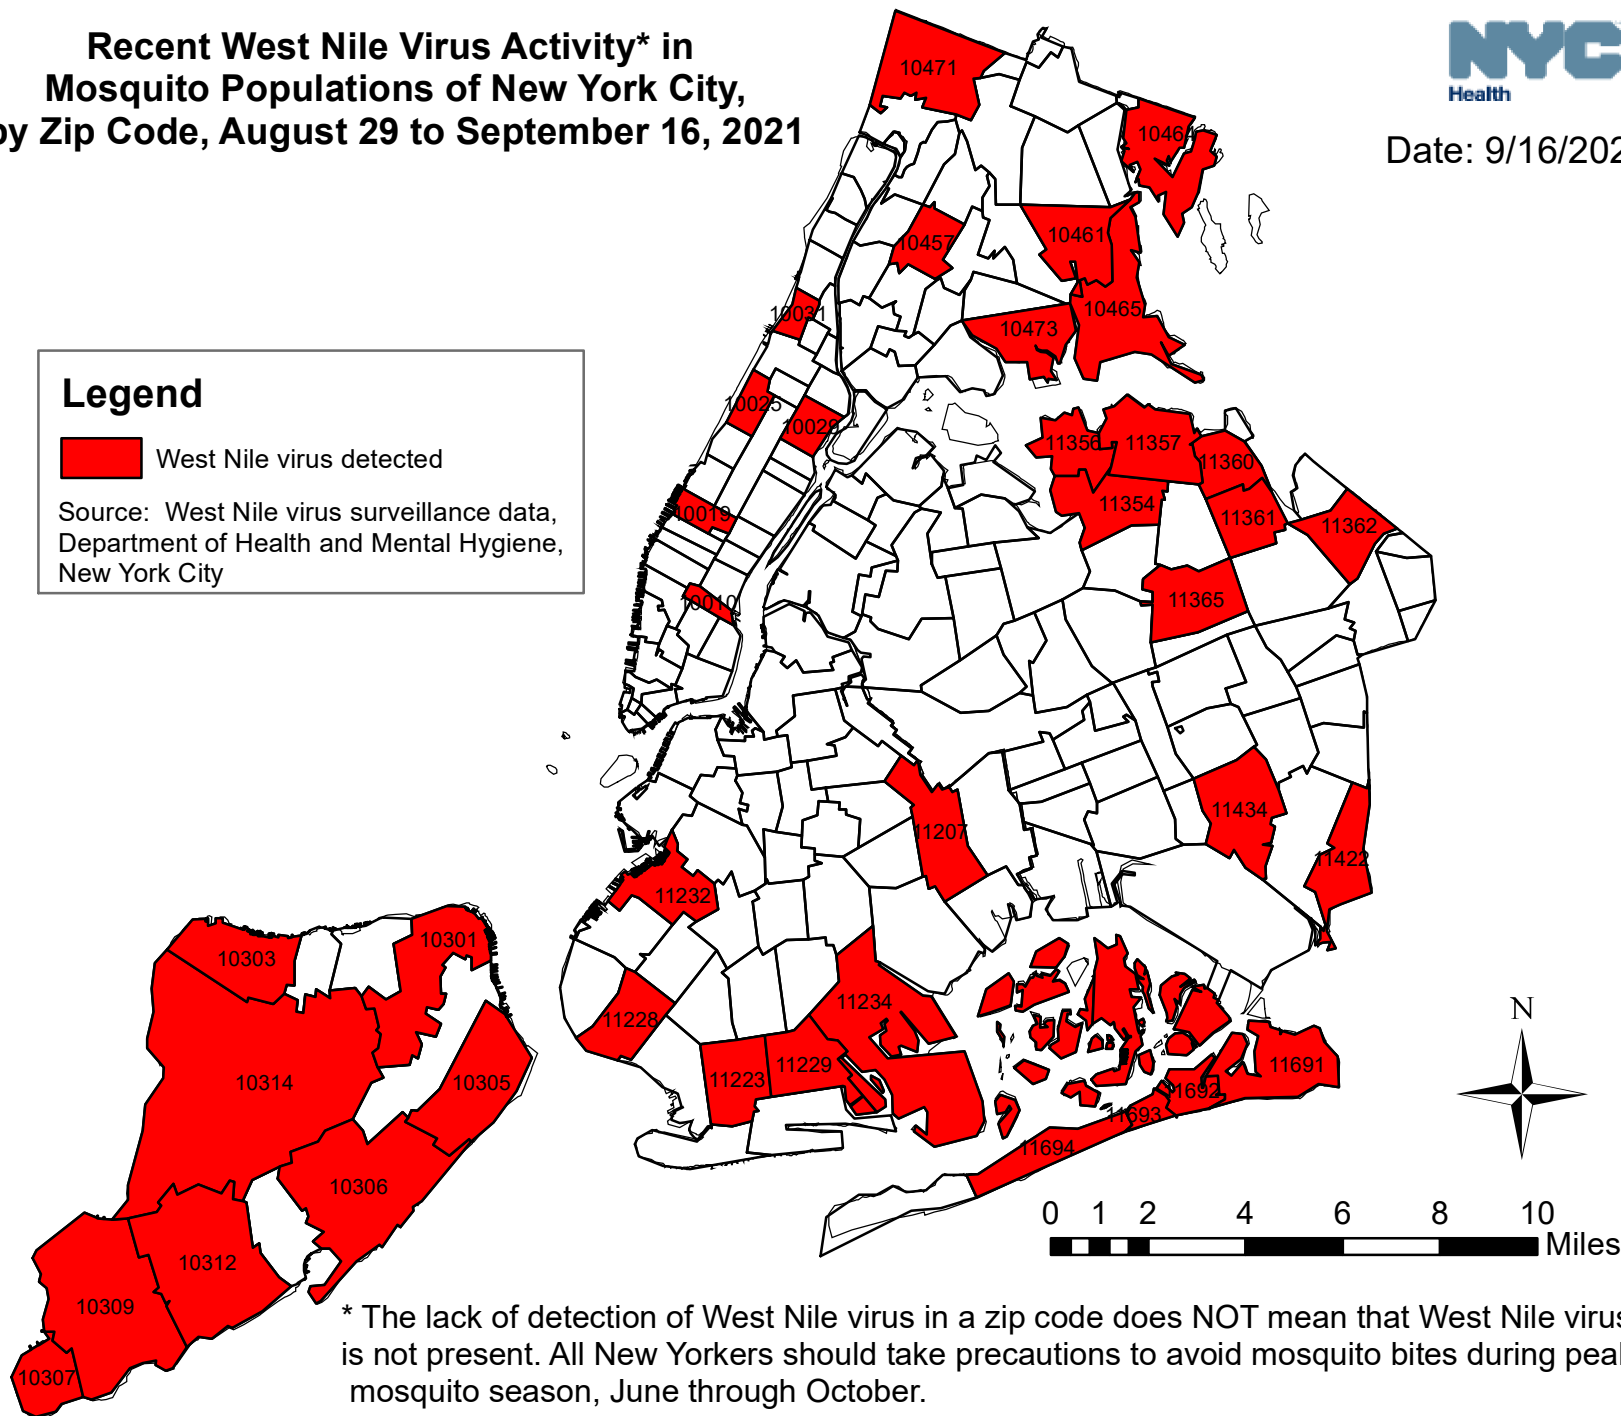 Recent West Nile Virus Activity* in
Mosquito Populations of New York City,
by Zip Code, August 29 to September 16, 2021
NYC
Health
Date: 9/16/202
Legend
West Nile virus detected
Source: West Nile virus surveillance data,
Department of Health and Mental Hygiene,
New York City
10471
10464
10457
10461
10465
10473
10031
10025
10029
10019
10010
11356
11357
11360
11354
11361
11362
11365
11434
11422
11207
11232
11228
11234
11223
11229
11691
11692
11693
11694
10303
10301
10314
10305
10306
10312
10309
10307
N
0 1 2 4 6 8 10
Miles
* The lack of detection of West Nile virus in a zip code does NOT mean that West Nile virus
is not present. All New Yorkers should take precautions to avoid mosquito bites during peak
mosquito season, June through October.